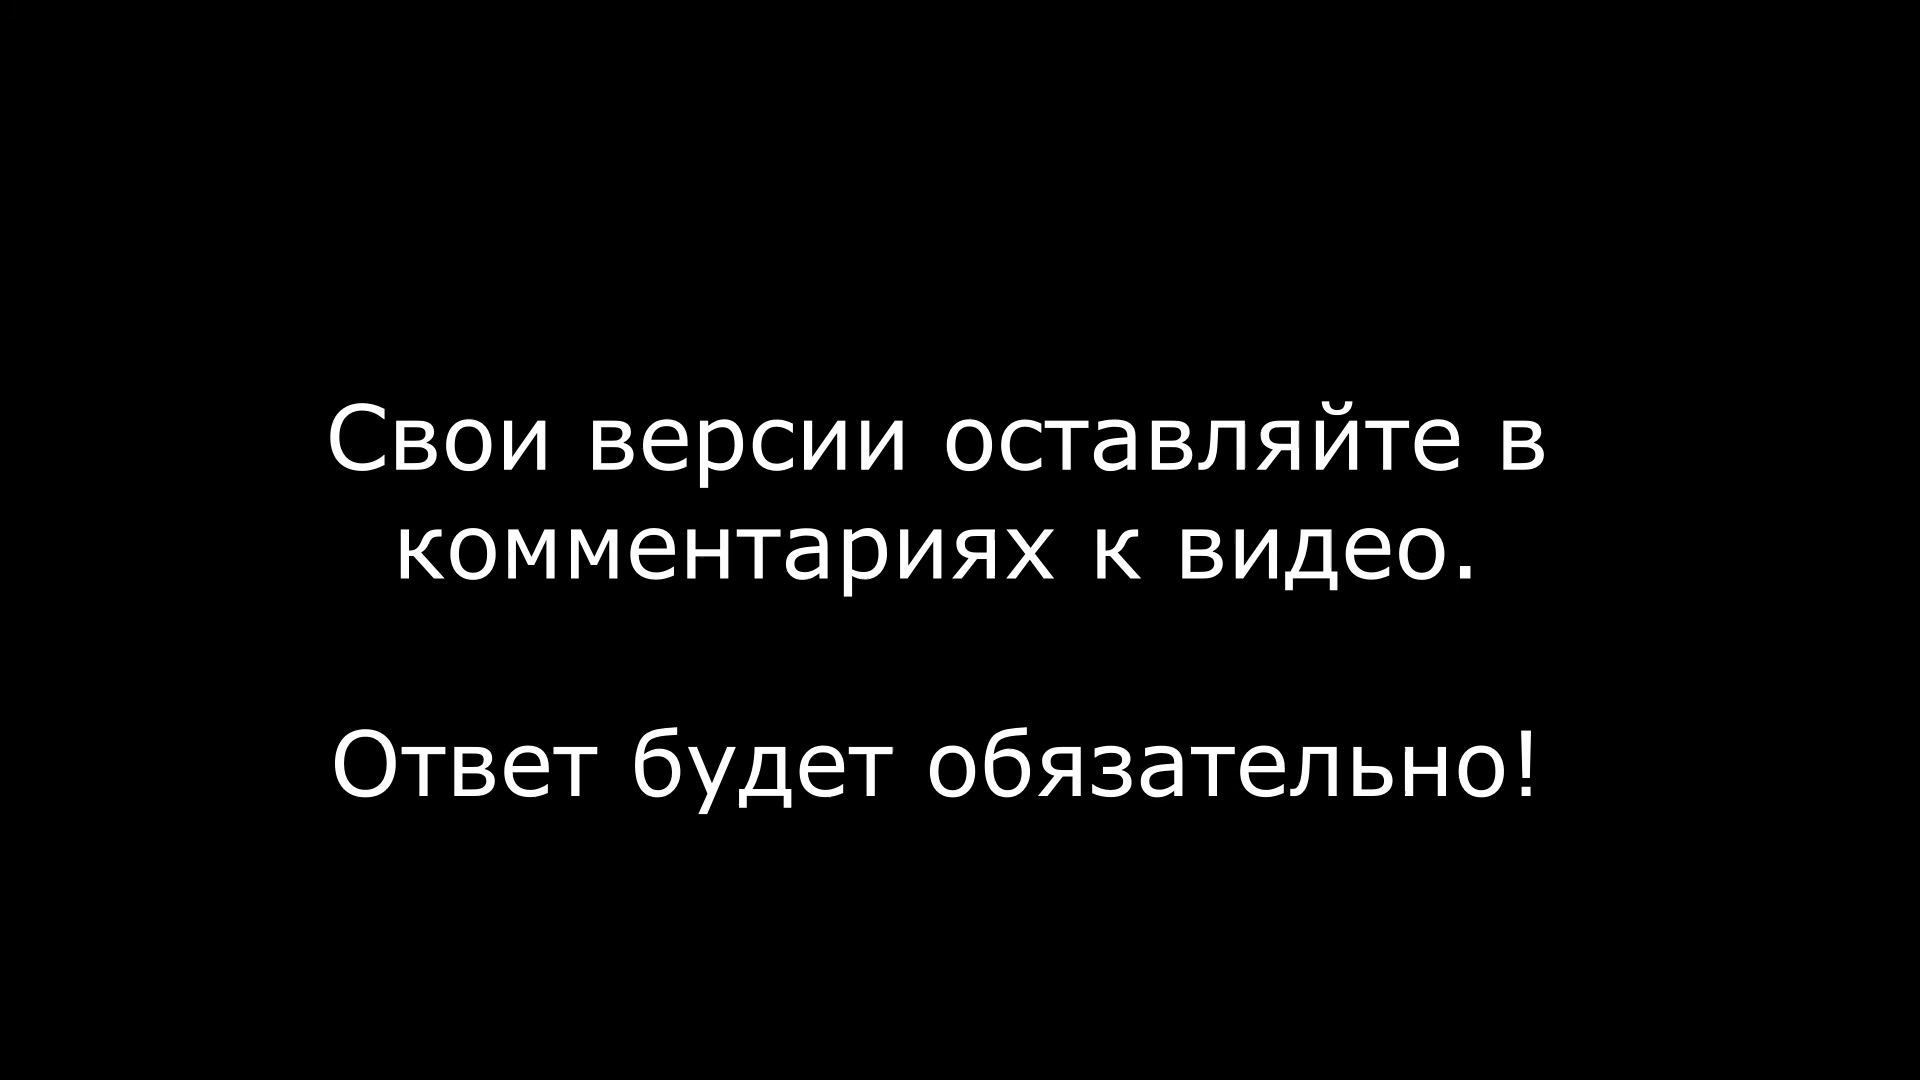 Свои версии оставляйте в
комментариях к видео.
Ответ будет обязательно!